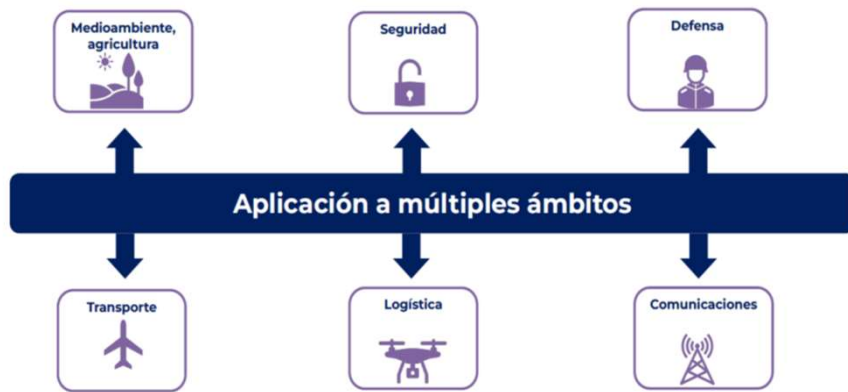 Medioambiente,
agricultura
Seguridad
Defensa
Aplicación a múltiples ámbitos
Transporte
Logística
Comunicaciones